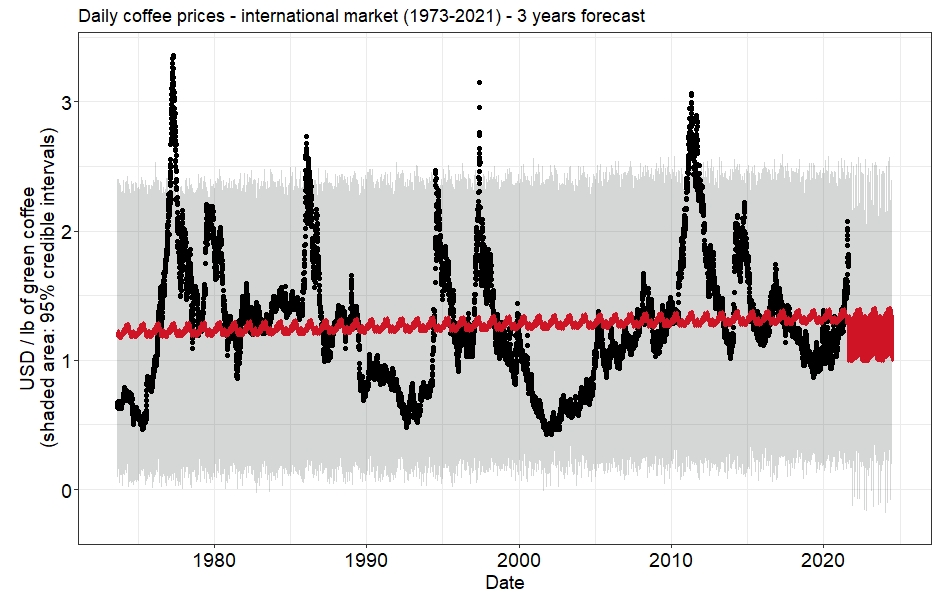 Daily coffee prices - international market (1973-2021) - 3 years forecast
USD / lb of green coffee
(shaded area: 95% credible intervals)
3
2
1
0
1980 1990 2000 2010 2020
Date